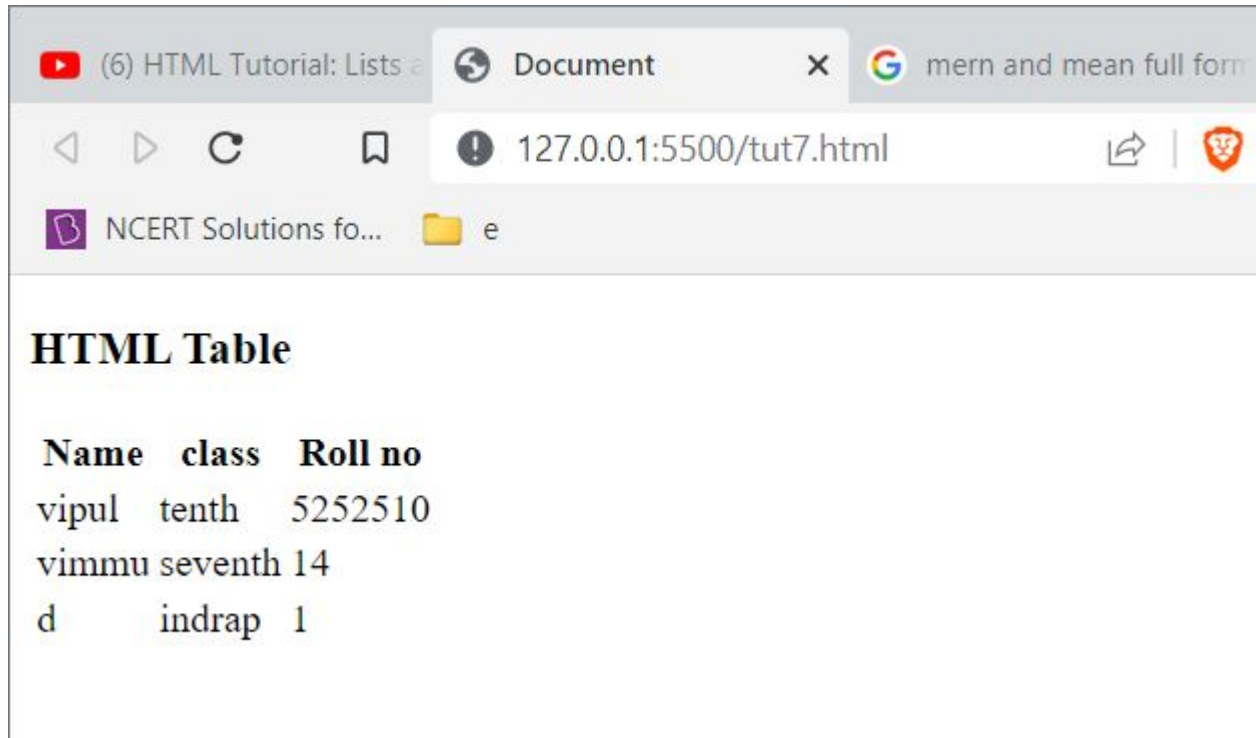 (6) HTML Tutorial: Lists a
Document
mern and mean full form
127.0.0.1:5500/tut7.html
NCERT Solutions fo...
e
HTML Table
Name class Roll no
vipul tenth 5252510
vimmu seventh 14
d indrap 1